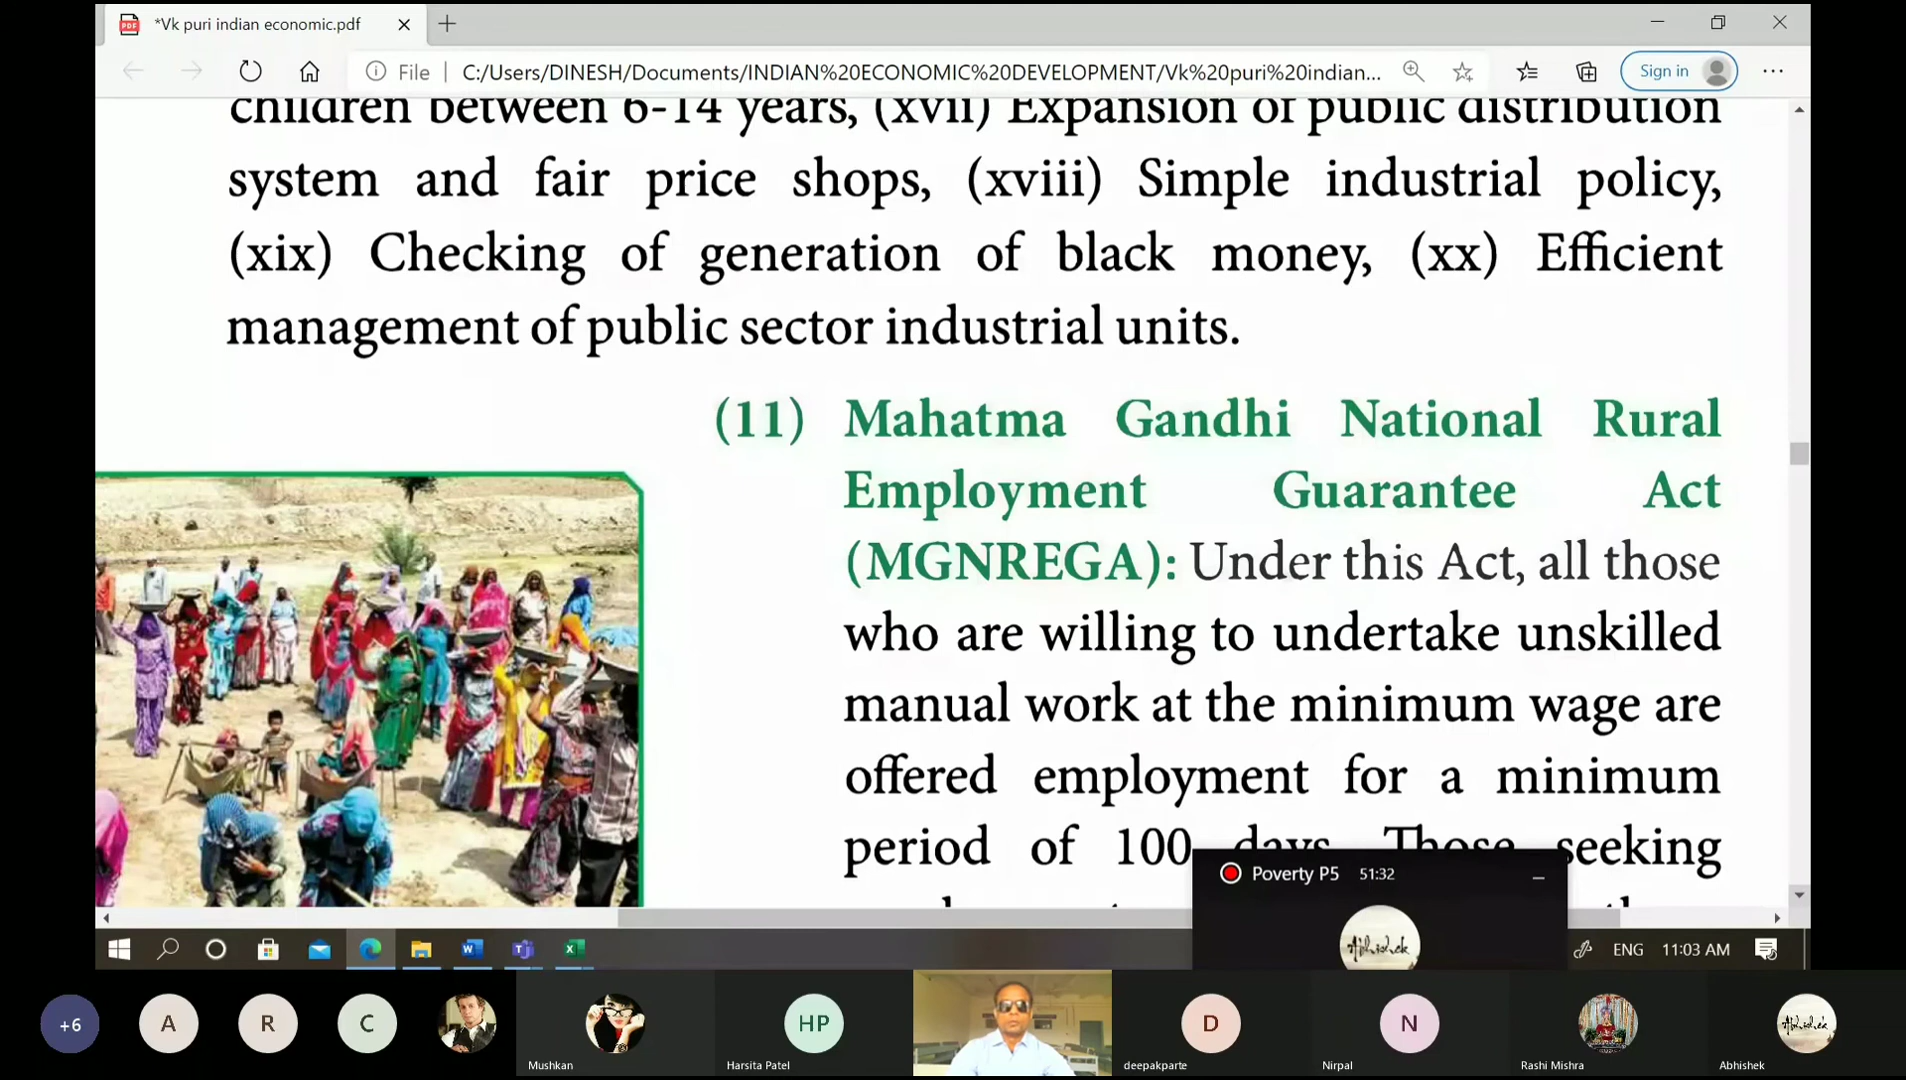 *Vk puri indian economic.pdf
File
C:/Users/DINESH/Documents/INDIAN%20ECONOMIC%20DEVELOPMENT/Vk%20puri%20indian...
Sign in
children between 6-14 years, (xvii) Expansion of public distribution
system and fair price shops, (xviii) Simple industrial policy,
(xix) Checking of generation of black money, (xx) Efficient
management of public sector industrial units.
(11) Mahatma Gandhi National Rural
Employment Guarantee Act
(MGNREGA): Under this Act, all those
who are willing to undertake unskilled
manual work at the minimum wage are
offered employment for a minimum
period of 100 days. Those seeking
Poverty P5 51:32
Abhishek
ENG 11:03 AM
+6 A R C HP D N Abhishek
Mushkan Harsita Patel deepakparte Nirpal Rashi Mishra Abhishek